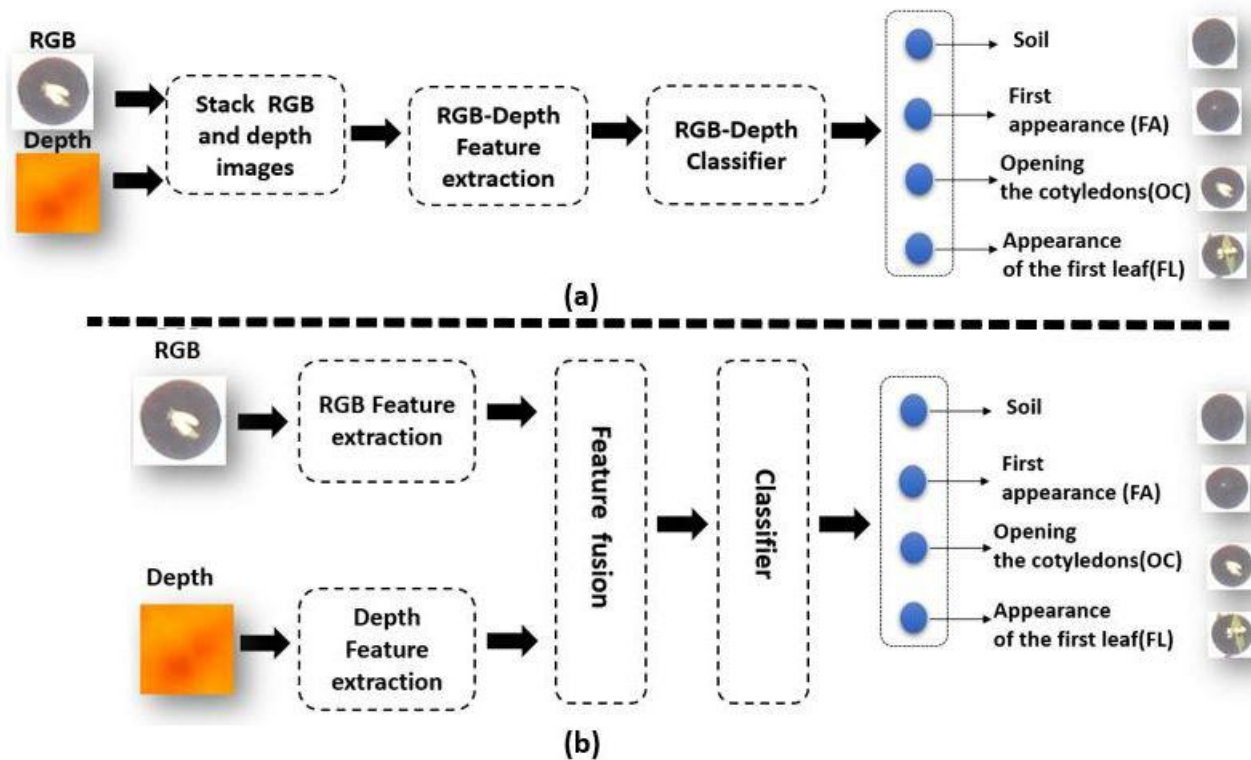 RGB
Depth
Stack RGB
and depth
images
RGB-Depth
Feature
extraction
RGB-Depth
Classifier
Soil
First
appearance (FA)
Opening
the cotyledons(OC)
Appearance
of the first leaf(FL)
(a)
RGB
RGB Feature
extraction
Depth
Depth
Feature
extraction
Feature fusion
Classifier
Soil
First
appearance (FA)
Opening
the cotyledons(OC)
Appearance
of the first leaf(FL)
(b)